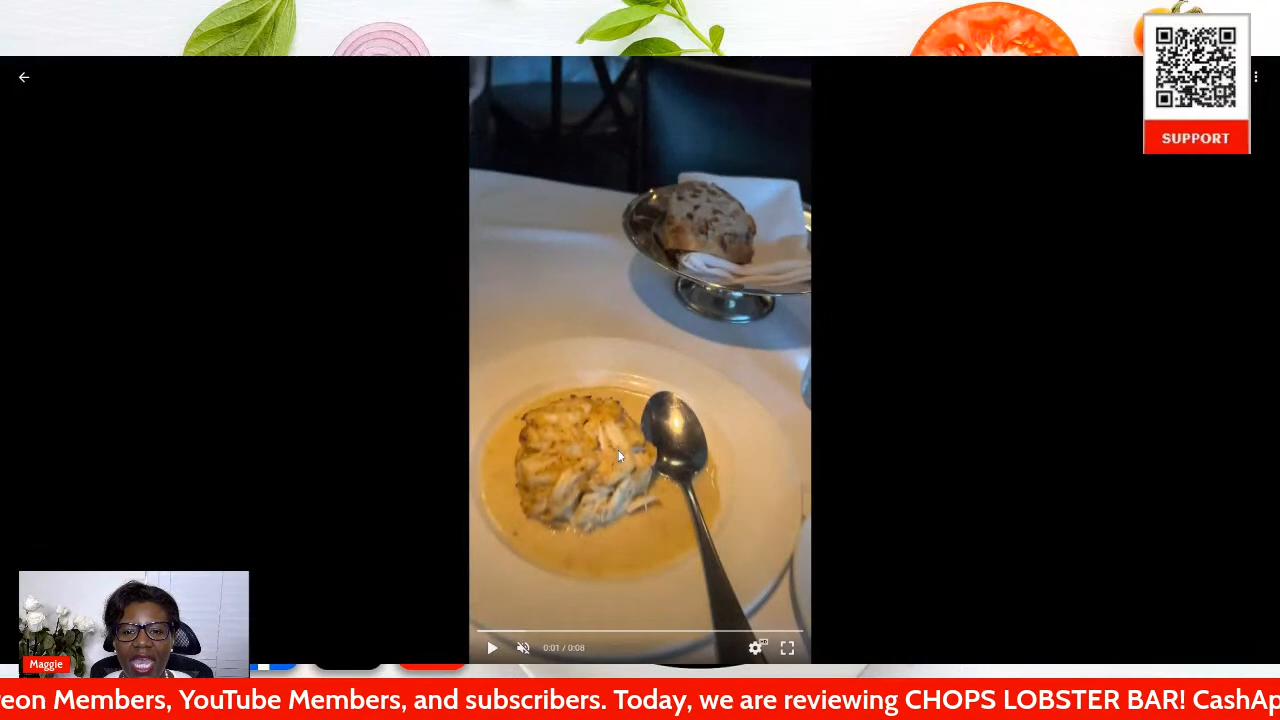 SUPPORT
0:01 / 0:08
HD
Maggie
eon Members, YouTube Members, and subscribers. Today, we are reviewing CHOPS LOBSTER BAR! CashAp